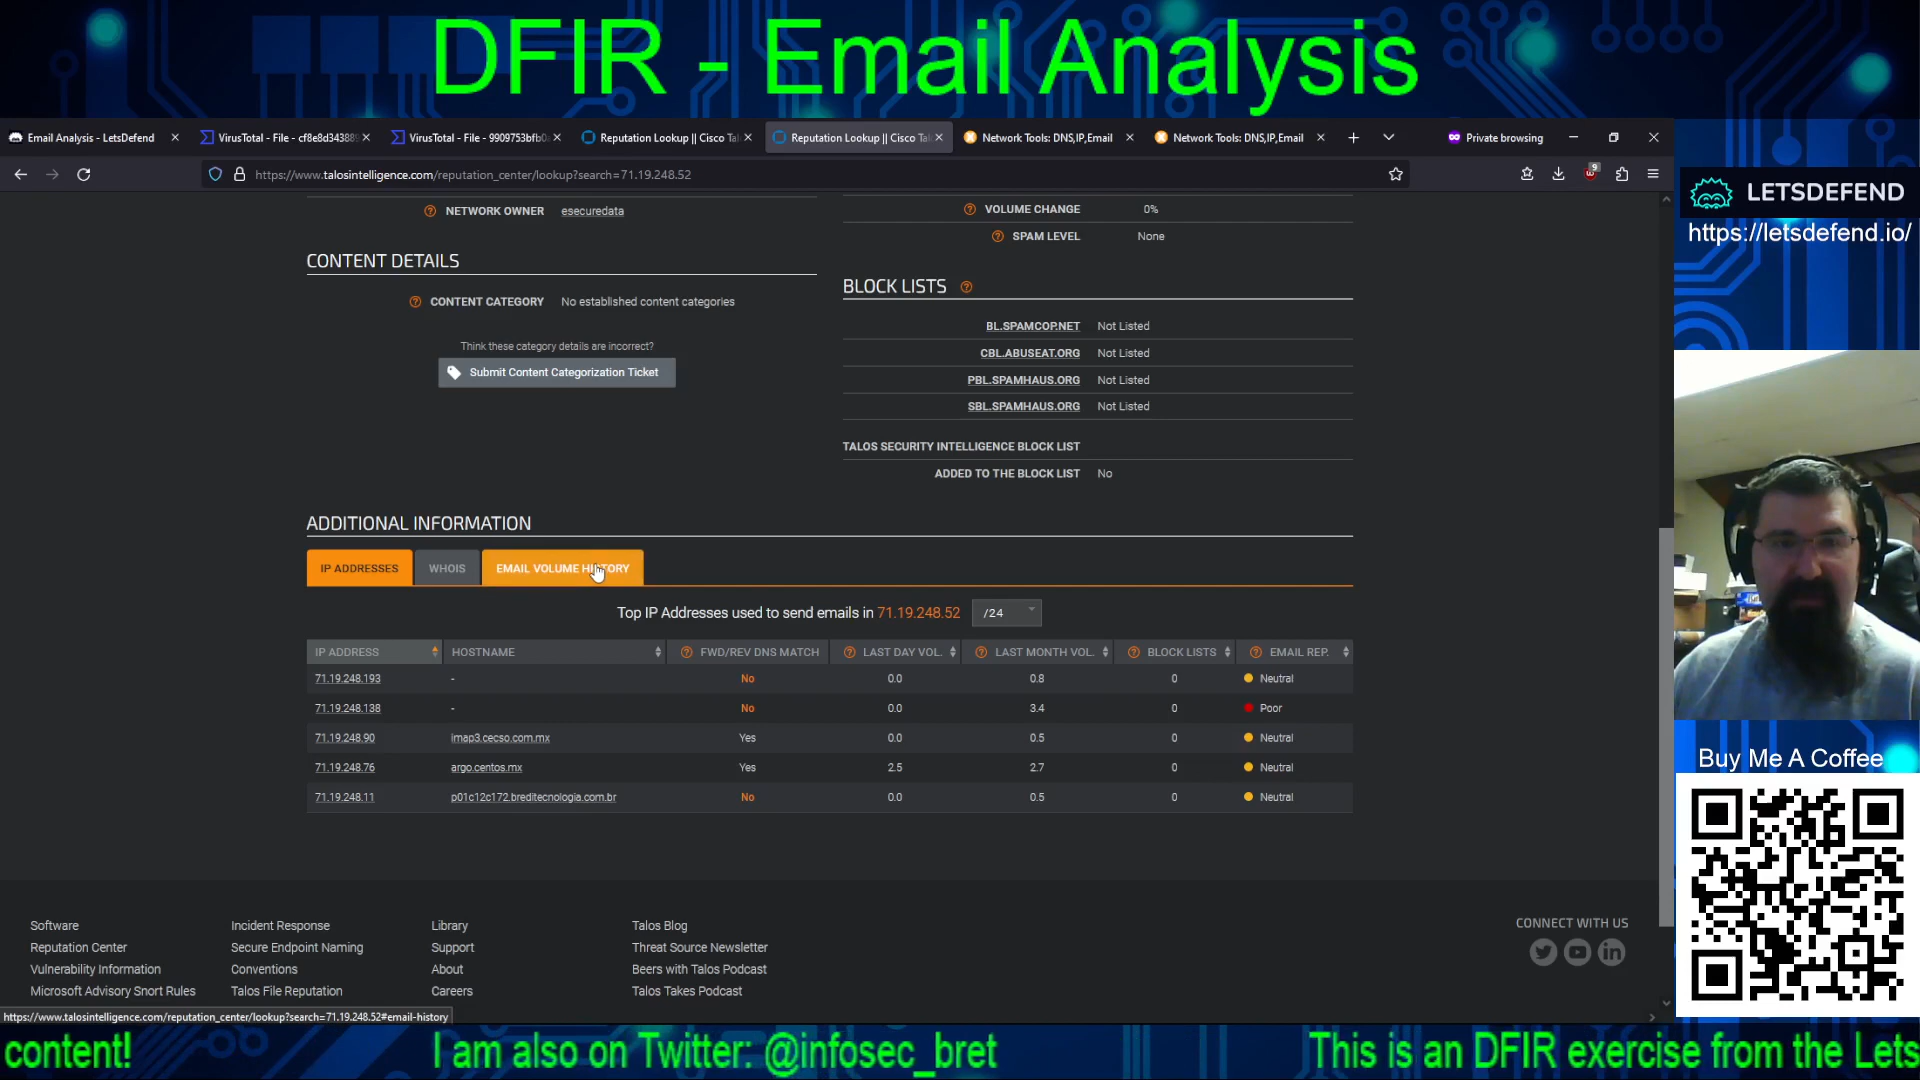 DFIR - Email Analysis
Email Analysis - LetsDefend
VirusTotal - File - cf8e8d343889
VirusTotal - File - 9909753bfb0
Reputation Lookup || Cisco Tal
Reputation Lookup || Cisco Tal
Network Tools: DNS,IP,Email
Network Tools: DNS,IP,Email
Private browsing
https://www.talosintelligence.com/reputation_center/lookup?search=71.19.248.52
9
LETSDEFEND
https://letsdefend.io/
NETWORK OWNER esecuredata
VOLUME CHANGE 0%
SPAM LEVEL None
CONTENT DETAILS
CONTENT CATEGORY No established content categories
Think these category details are incorrect?
Submit Content Categorization Ticket
BLOCK LISTS
BL.SPAMCOP.NET Not Listed
CBL.ABUSEAT.ORG Not Listed
PBL.SPAMHAUS.ORG Not Listed
SBL.SPAMHAUS.ORG Not Listed
TALOS SECURITY INTELLIGENCE BLOCK LIST
ADDED TO THE BLOCK LIST No
ADDITIONAL INFORMATION
IP ADDRESSES WHOIS EMAIL VOLUME HISTORY
Top IP Addresses used to send emails in 71.19.248.52 /24
IP ADDRESS HOSTNAME FWD/REV DNS MATCH LAST DAY VOL. LAST MONTH VOL. BLOCK LISTS EMAIL REP.
71.19.248.193 - No 0.0 0.8 0 Neutral
71.19.248.138 - No 0.0 3.4 0 Poor
71.19.248.90 imap3.cecso.com.mx Yes 0.0 0.5 0 Neutral
71.19.248.76 argo.centos.mx Yes 2.5 2.7 0 Neutral
71.19.248.11 p01c12c172.breditecnologia.com.br No 0.0 0.5 0 Neutral
Buy Me A Coffee
Software Incident Response Library Talos Blog
Reputation Center Secure Endpoint Naming Support Threat Source Newsletter
Vulnerability Information Conventions About Beers with Talos Podcast
Microsoft Advisory Snort Rules Talos File Reputation Careers Talos Takes Podcast
CONNECT WITH US
https://www.talosintelligence.com/reputation_center/lookup?search=71.19.248.52#email-history
content! I am also on Twitter: @infosec_bret This is an DFIR exercise from the Lets